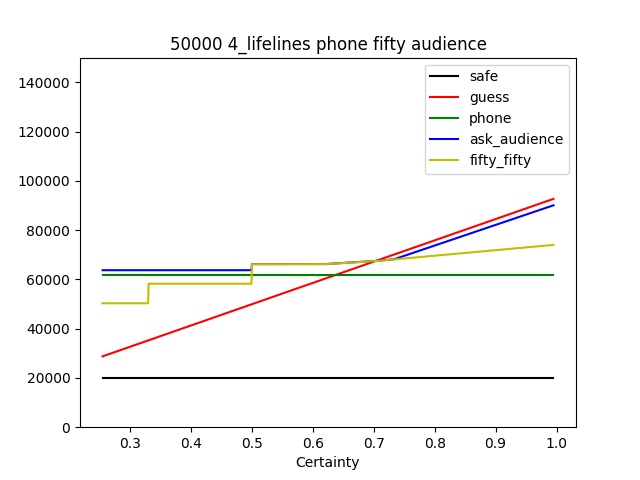 50000 4_lifelines phone fifty audience
140000
120000
100000
80000
60000
40000
20000
0
safe
guess
phone
ask_audience
fifty_fifty
0.3 0.4 0.5 0.6 0.7 0.8 0.9 1.0
Certainty